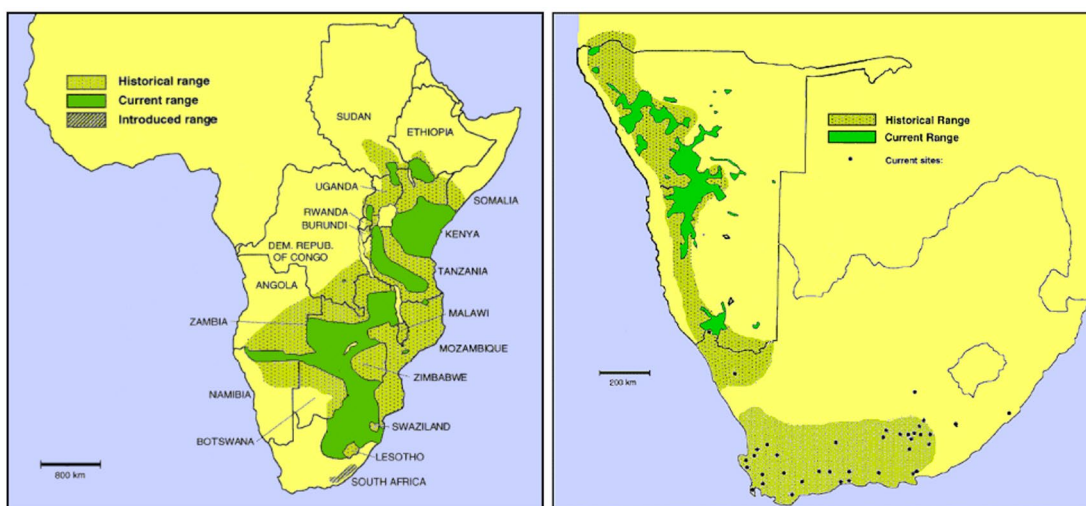 Historical range
Current range
Introduced range
SUDAN
ETHIOPIA
UGANDA
SOMALIA
RWANDA
BURUNDI
KENYA
DEM. REPUB.
OF CONGO
TANZANIA
ANGOLA
ZAMBIA
MALAWI
MOZAMBIQUE
ZIMBABWE
NAMIBIA
SWAZILAND
BOTSWANA
LESOTHO
800 km
SOUTH AFRICA
Historical Range
Current Range
Current sites:
200 km